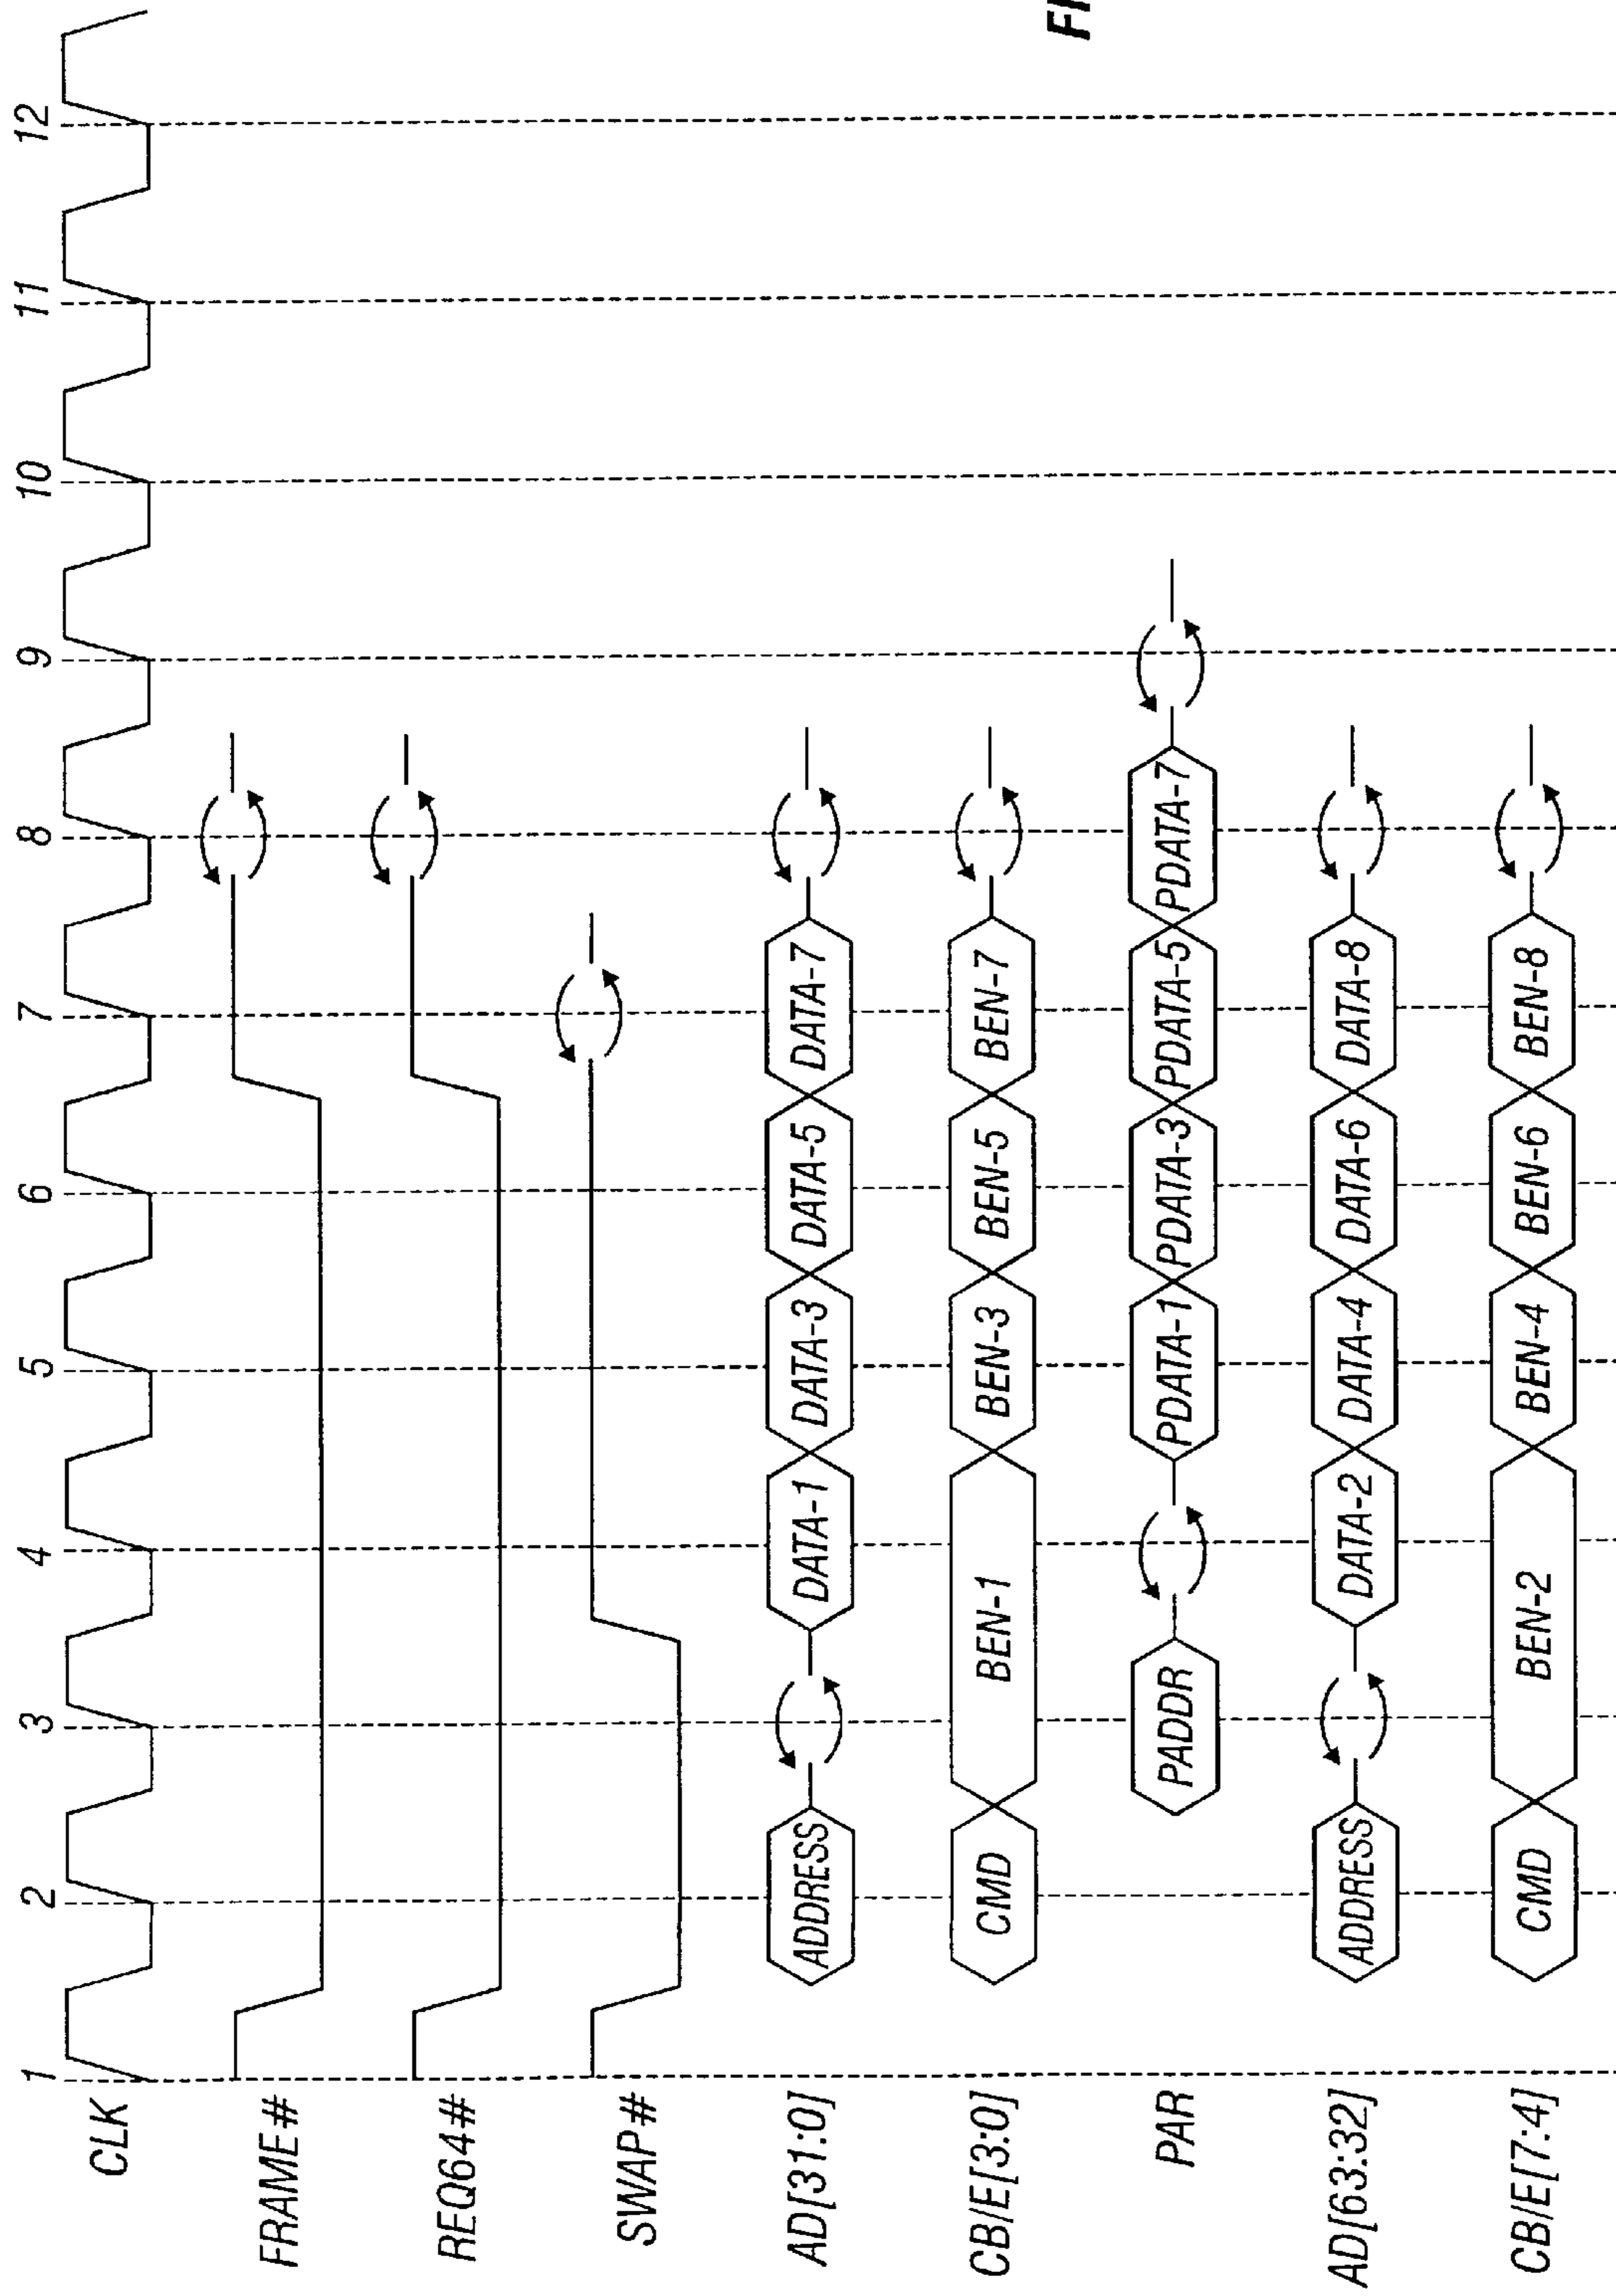 1 2 3 4 5 6 7 8 9 10 11 12
CLK
FRAME#
REQ64#
SWAP#
AD[31:0] ADDRESS DATA-1 DATA-3 DATA-5 DATA-7
CB/E[3:0] CMD BEN-1 BEN-3 BEN-5 BEN-7
FI
PAR PADDR PDATA-1 PDATA-3 PDATA-5 PDATA-7
AD[63:32] ADDRESS DATA-2 DATA-4 DATA-6 DATA-8
CB/E[7:4] CMD BEN-2 BEN-4 BEN-6 BEN-8